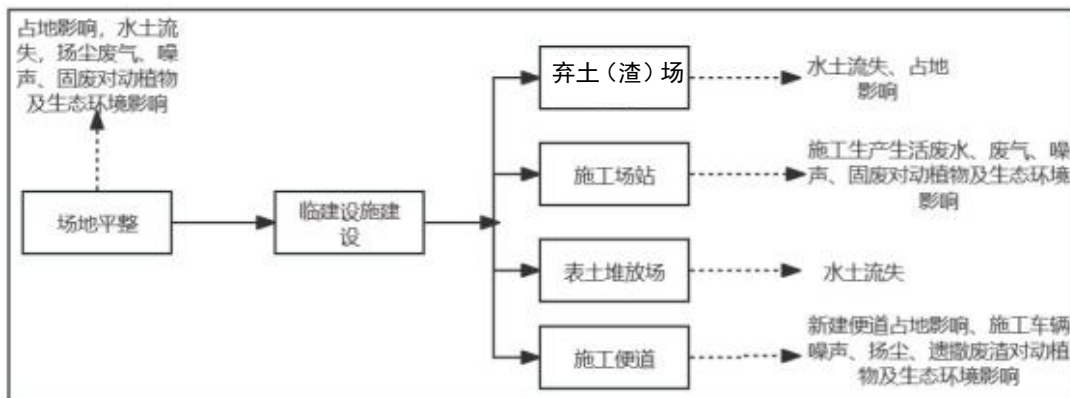 占地影响，水土流
失，扬尘废气、噪
声、固废对动植物
及生态环境影响
场地平整
临建设施建
设
弃土（渣）场
水土流失、占地
影响
施工场站
施工生产生活废水、废气、噪
声、固废对动植物及生态环境
影响
表土堆放场
水土流失
施工便道
新建便道占地影响、施工车辆
噪声、扬尘、遗撒废渣对动植
物及生态环境影响